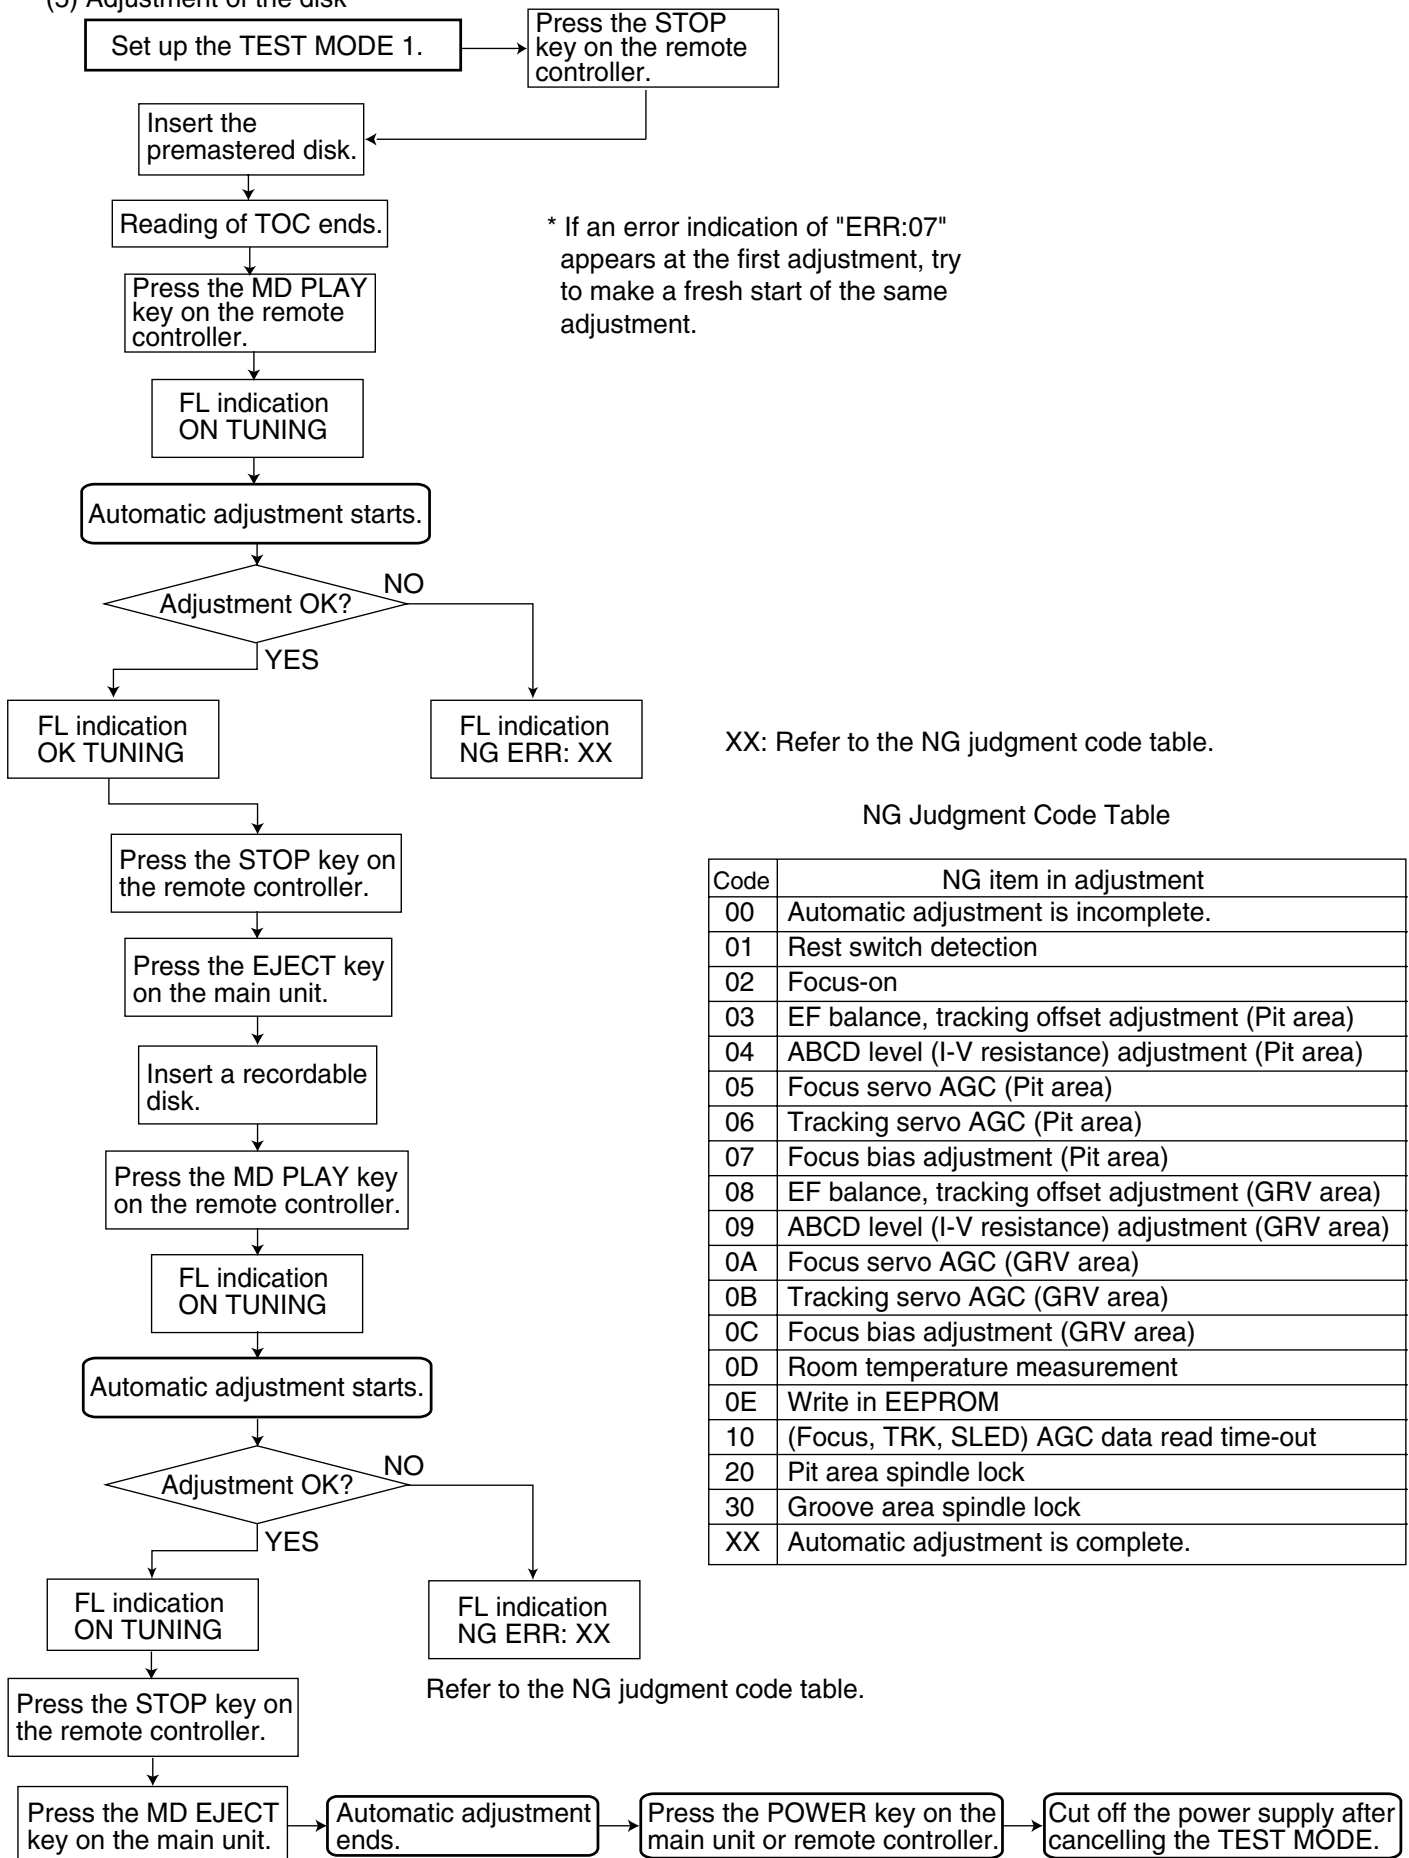 (5) Adjustment of the disk
Set up the TEST MODE 1.
Press the STOP
key on the remote
controller.
Insert the
premastered disk.
Reading of TOC ends.
* If an error indication of "ERR:07"
appears at the first adjustment, try
to make a fresh start of the same
adjustment.
Press the MD PLAY
key on the remote
controller.
FL indication
ON TUNING
Automatic adjustment starts.
Adjustment OK?
NO
YES
FL indication
OK TUNING
FL indication
NG ERR: XX
XX: Refer to the NG judgment code table.
Press the STOP key on
the remote controller.
Press the EJECT key
on the main unit.
Insert a recordable
disk.
Press the MD PLAY key
on the remote controller.
FL indication
ON TUNING
Automatic adjustment starts.
Adjustment OK?
NO
YES
FL indication
ON TUNING
FL indication
NG ERR: XX
Refer to the NG judgment code table.
Press the STOP key on
the remote controller.
Press the MD EJECT
key on the main unit.
Automatic adjustment
ends.
Press the POWER key on the
main unit or remote controller.
Cut off the power supply after
cancelling the TEST MODE.
NG Judgment Code Table
Code NG item in adjustment
00 Automatic adjustment is incomplete.
01 Rest switch detection
02 Focus-on
03 EF balance, tracking offset adjustment (Pit area)
04 ABCD level (I-V resistance) adjustment (Pit area)
05 Focus servo AGC (Pit area)
06 Tracking servo AGC (Pit area)
07 Focus bias adjustment (Pit area)
08 EF balance, tracking offset adjustment (GRV area)
09 ABCD level (I-V resistance) adjustment (GRV area)
0A Focus servo AGC (GRV area)
0B Tracking servo AGC (GRV area)
0C Focus bias adjustment (GRV area)
0D Room temperature measurement
0E Write in EEPROM
10 (Focus, TRK, SLED) AGC data read time-out
20 Pit area spindle lock
30 Groove area spindle lock
XX Automatic adjustment is complete.